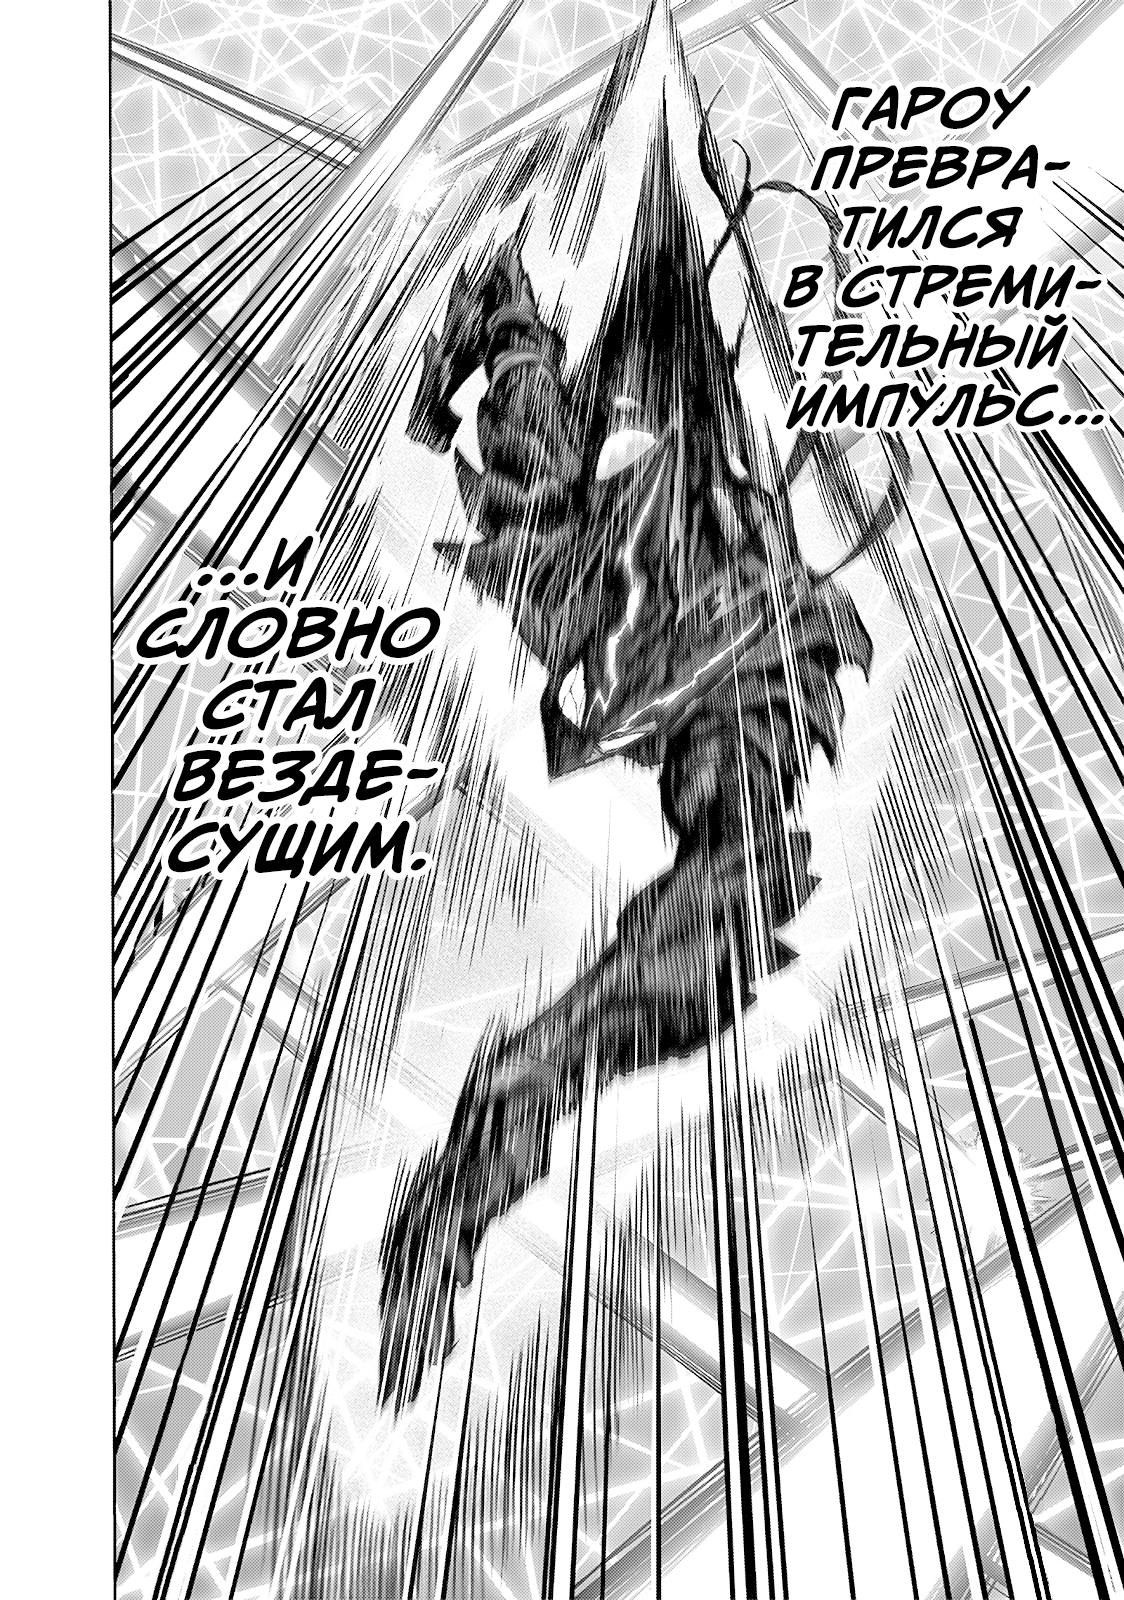 ГАРОУ
ПРЕВРА-
ТИЛСЯ
В СТРЕМИ-
ТЕЛЬНЫЙ
ИМПУЛЬС...
...И
СЛОВНО
СТАЛ
ВЕЗДЕ-
СУЩИМ.